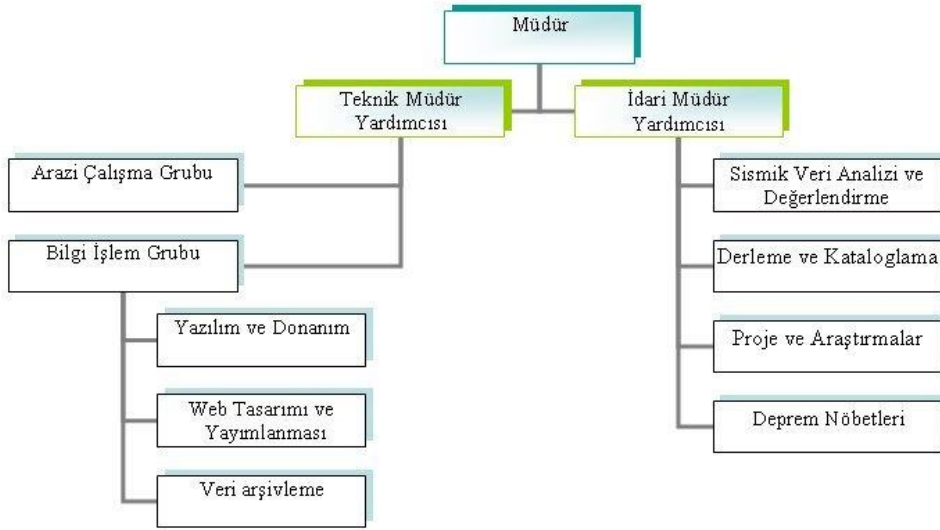 Müdür
Teknik Müdür
Yardımcısı
İdari Müdür
Yardımcısı
Arazi Çalışma Grubu
Bilgi İşlem Grubu
Yazılım ve Donanım
Web Tasarımı ve
Yayımlanması
Veri arşivleme
Sismik Veri Analizi ve
Değerlendirme
Derleme ve Kataloglama
Proje ve Araştırmalar
Deprem Nöbetleri